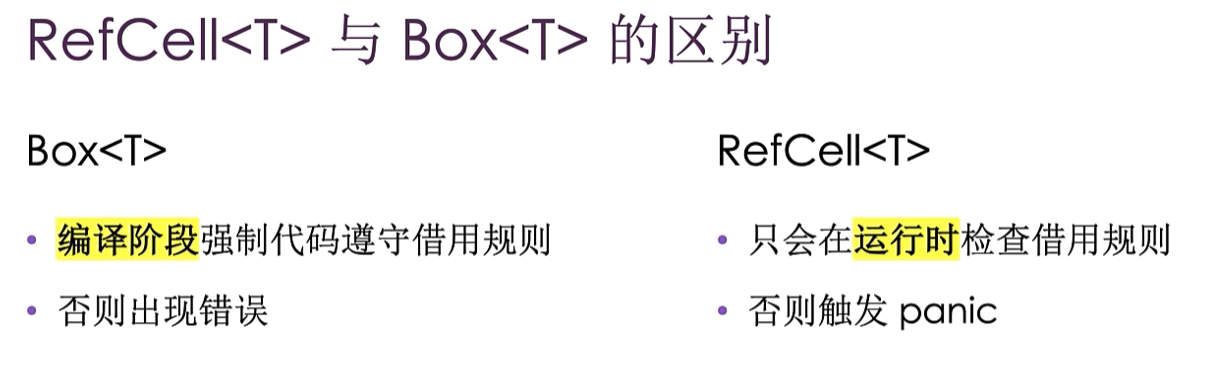 RefCell<T> 与 Box<T> 的区别
Box<T>
• 编译阶段强制代码遵守借用规则
• 否则出现错误
RefCell<T>
• 只会在运行时检查借用规则
• 否则触发 panic